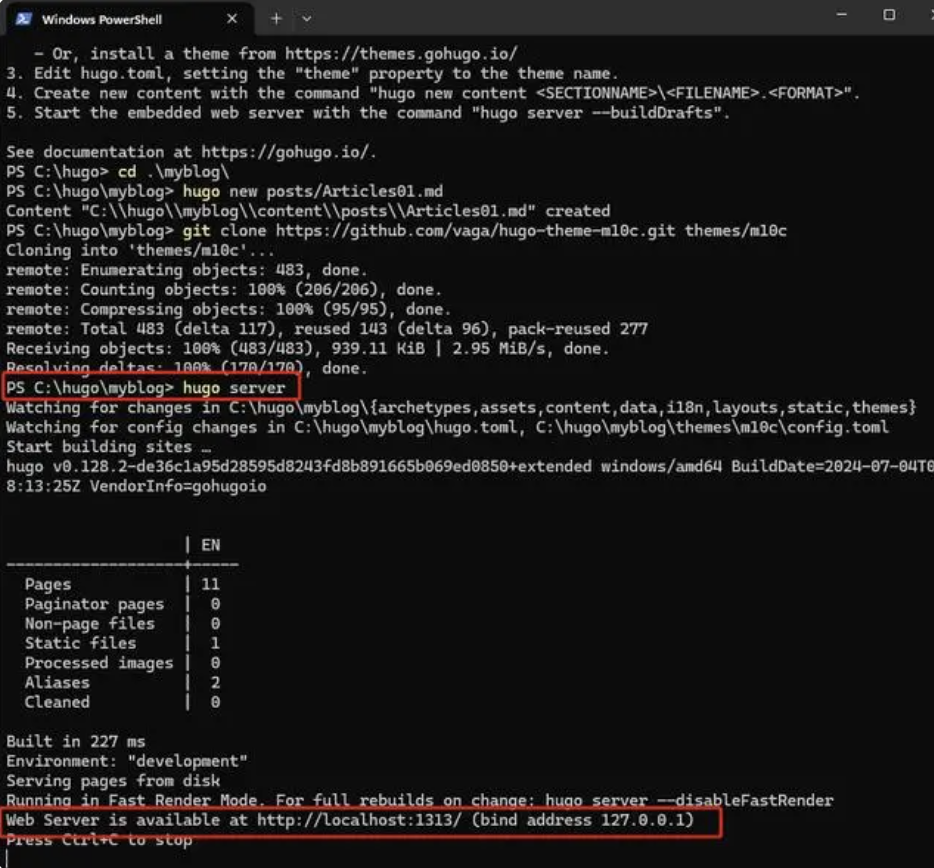 Windows PowerShell
- Or, install a theme from https://themes.gohugo.io/
3. Edit hugo.toml, setting the "theme" property to the theme name.
4. Create new content with the command "hugo new content <SECTIONNAME>\<FILENAME>.<FORMAT>".
5. Start the embedded web server with the command "hugo server --buildDrafts".
See documentation at https://gohugo.io/.
PS C:\hugo> cd .\myblog\
PS C:\hugo\myblog> hugo new posts/Articles01.md
Content "C:\\hugo\\myblog\\content\\posts\\Articles01.md" created
PS C:\hugo\myblog> git clone https://github.com/vaga/hugo-theme-m10c.git themes/m10c
Cloning into 'themes/m10c'...
remote: Enumerating objects: 483, done.
remote: Counting objects: 100% (206/206), done.
remote: Compressing objects: 100% (95/95), done.
remote: Total 483 (delta 117), reused 143 (delta 96), pack-reused 277
Receiving objects: 100% (483/483), 939.11 KiB | 2.95 MiB/s, done.
Resolving deltas: 100% (170/170), done.
PS C:\hugo\myblog> hugo server
Watching for changes in C:\hugo\myblog\{archetypes,assets,content,data,i18n,layouts,static,themes}
Watching for config changes in C:\hugo\myblog\hugo.toml, C:\hugo\myblog\themes\m10c\config.toml
Start building sites …
hugo v0.128.2-de36c1a95d28595d8243fd8b891665b069ed0850+extended windows/amd64 BuildDate=2024-07-04T0
8:13:25Z VendorInfo=gohugoio
| EN
-------------------+-----
Pages | 11
Paginator pages | 0
Non-page files | 0
Static files | 1
Processed images | 0
Aliases | 2
Cleaned | 0
Built in 227 ms
Environment: "development"
Serving pages from disk
Running in Fast Render Mode. For full rebuilds on change: hugo server --disableFastRender
Web Server is available at http://localhost:1313/ (bind address 127.0.0.1)
Press Ctrl+C to stop